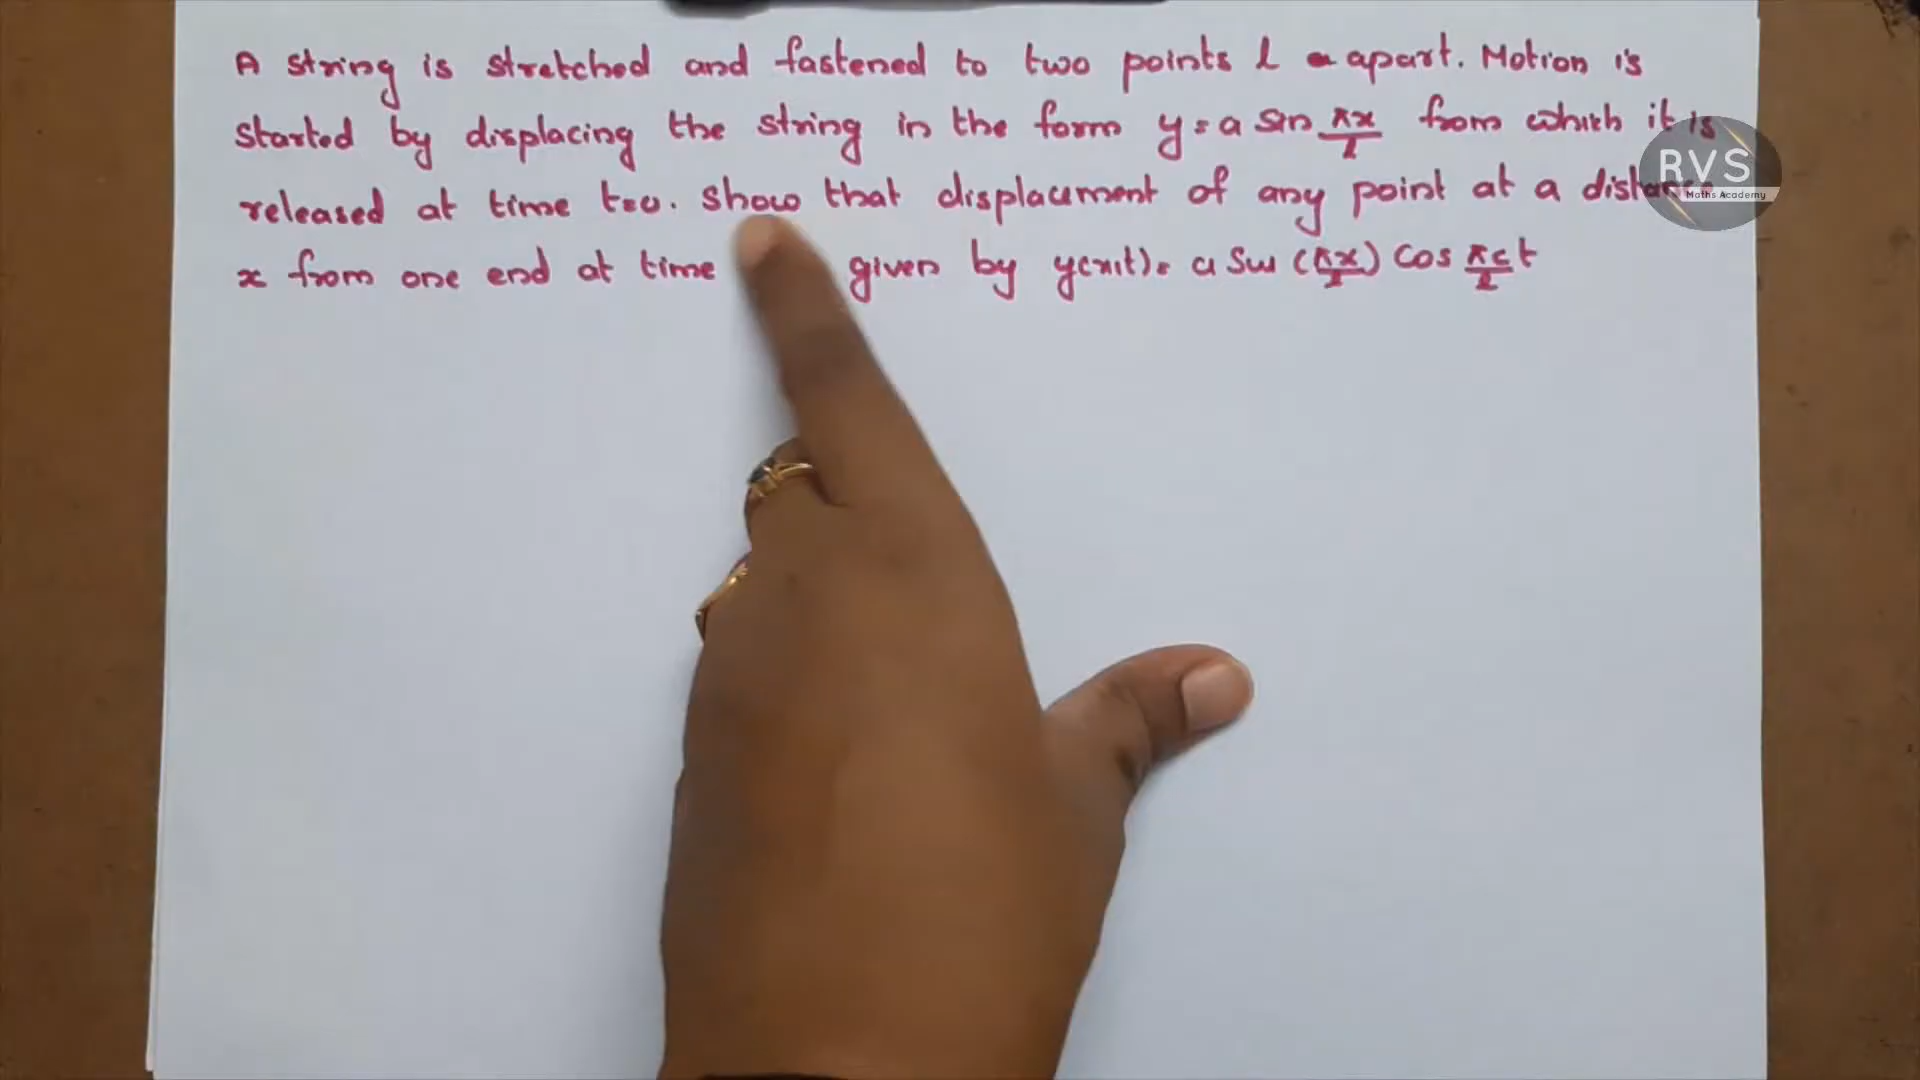 A string is stretched and fastened to two points l apart. Motion is
started by displacing the string in the form y = a sin πx/l from which it is
released at time t=0. Show that displacement of any point at a
x from one end at time given by y(x,t) = a sin (πx/l) cos πct/l
RVS
Maths Academy